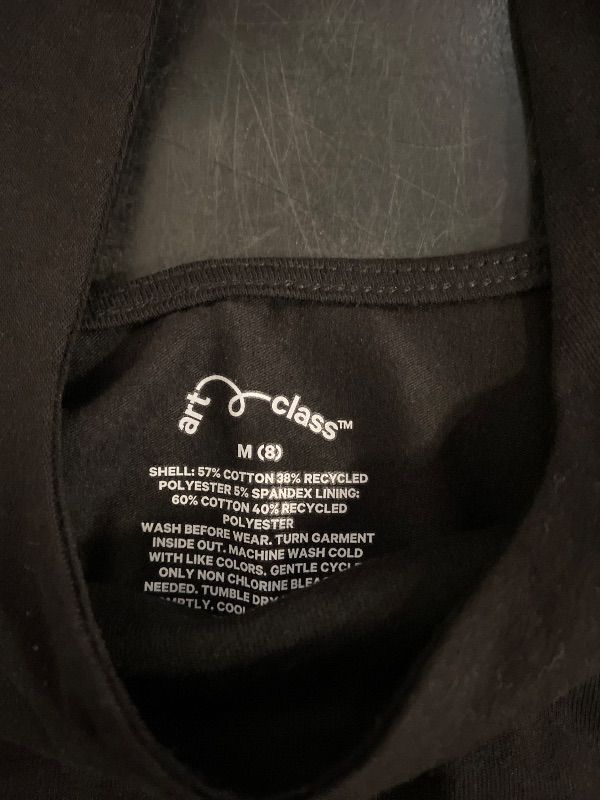 art class™
M (8)
SHELL: 57% COTTON 38% RECYCLED
POLYESTER 5% SPANDEX LINING:
60% COTTON 40% RECYCLED
POLYESTER
WASH BEFORE WEAR. TURN GARMENT
INSIDE OUT. MACHINE WASH COLD
WITH LIKE COLORS. GENTLE CYCLE
ONLY NON CHLORINE
NEEDED. TUMBLE DRY
COOL